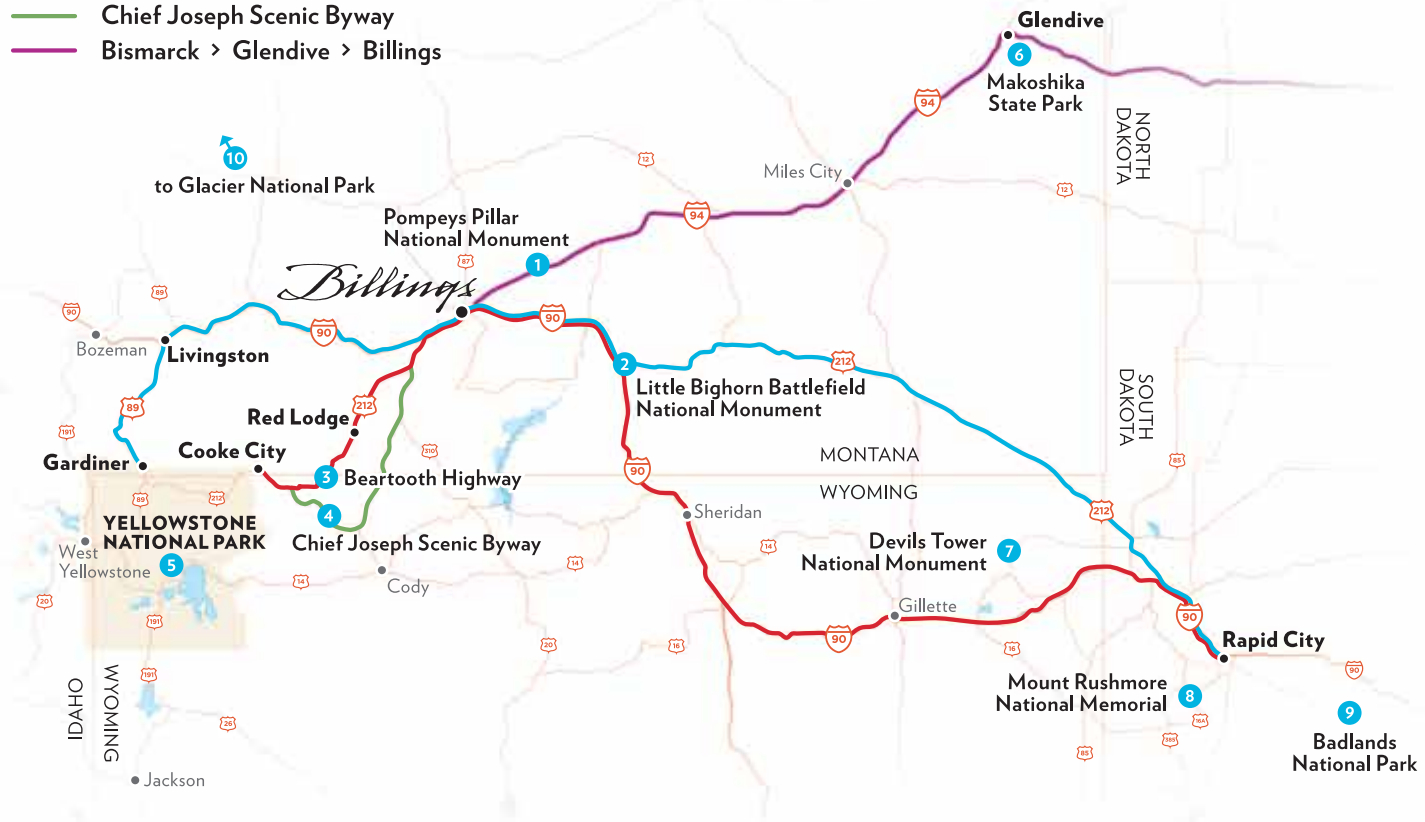 Chief Joseph Scenic Byway
Bismarck > Glendive > Billings
Glendive
6
Makoshika
State Park
94
NORTH
DAKOTA
10
to Glacier National Park
12
Miles City
12
94
Pompeys Pillar
National Monument
87
1
Billings
89
90
90
90
Bozeman
Livingston
2
212
Little Bighorn Battlefield
National Monument
SOUTH
DAKOTA
89
212
191
Red Lodge
310
Cooke City
Gardiner
3
Beartooth Highway
90
MONTANA
WYOMING
85
89
212
4
Chief Joseph Scenic Byway
Sheridan
212
YELLOWSTONE
NATIONAL PARK
5
West
Yellowstone
14
Cody
14
14
Devils Tower
National Monument
7
20
191
Gillette
90
90
Rapid City
20
16
16
90
191
IDAHO
WYOMING
26
Mount Rushmore
National Memorial
8
16A
385
85
9
Badlands
National Park
Jackson